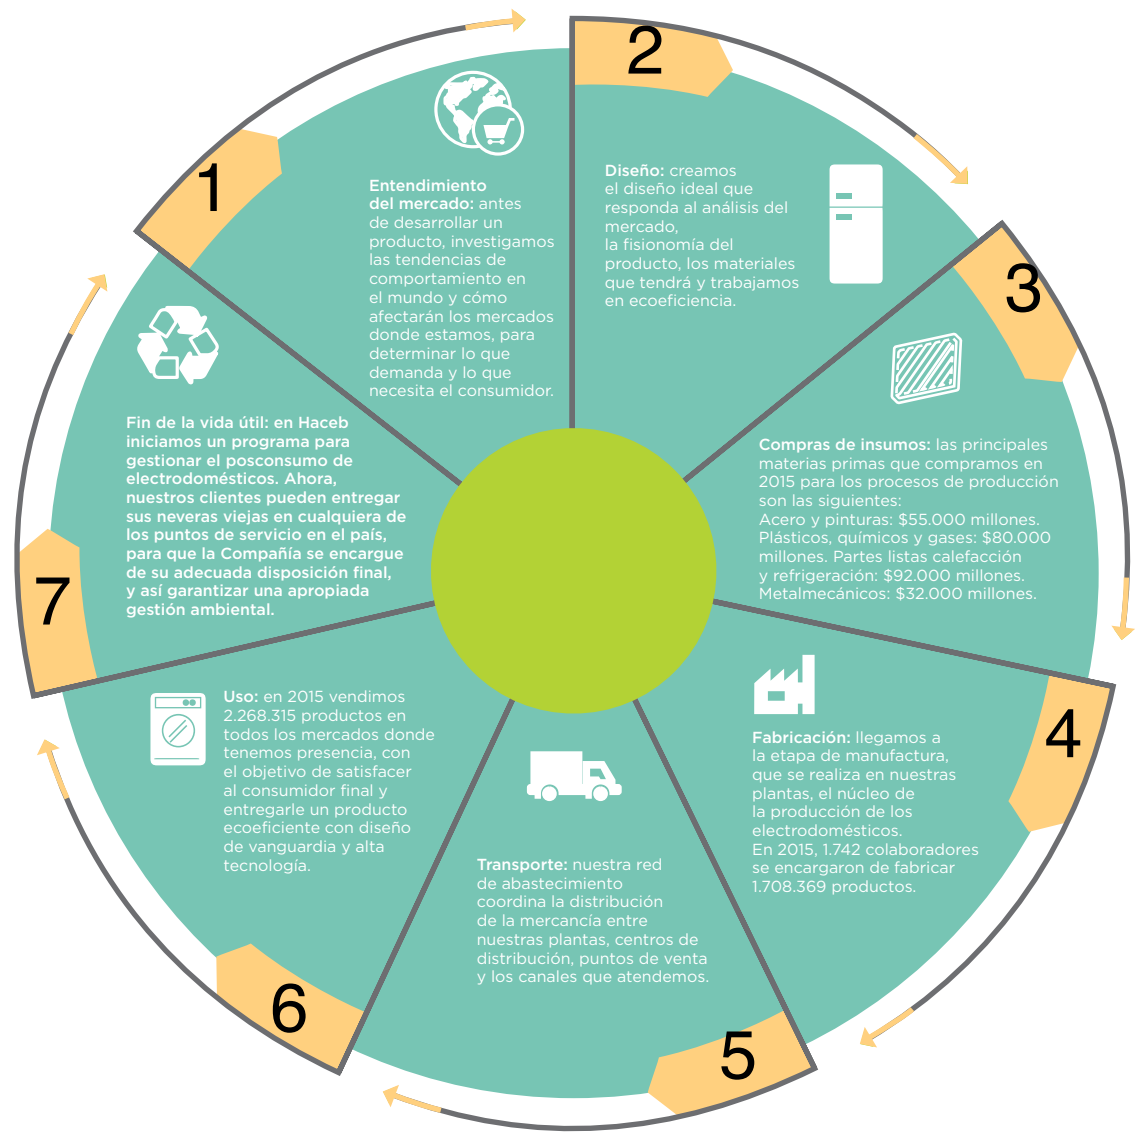 1
Entendimiento
del mercado: antes
de desarrollar un
producto, investigamos
las tendencias de
comportamiento en
el mundo y cómo
afectarán los mercados
donde estamos, para
determinar lo que
demanda y lo que
necesita el consumidor.
2
Diseño: creamos
el diseño ideal que
responda al análisis del
mercado,
la fisionomía del
producto, los materiales
que tendrá y trabajamos
en ecoeficiencia.
3
Compras de insumos: las principales
materias primas que compramos en
2015 para los procesos de producción
son las siguientes:
Acero y pinturas: $55.000 millones.
Plásticos, químicos y gases: $80.000
millones. Partes listas calefacción
y refrigeración: $92.000 millones.
Metalmecánicos: $32.000 millones.
4
Fabricación: llegamos a
la etapa de manufactura,
que se realiza en nuestras
plantas, el núcleo de
la producción de los
electrodomésticos.
En 2015, 1.742 colaboradores
se encargaron de fabricar
1.708.369 productos.
5
Transporte: nuestra red
de abastecimiento
coordina la distribución
de la mercancía entre
nuestras plantas, centros de
distribución, puntos de venta
y los canales que atendemos.
6
Uso: en 2015 vendimos
2.268.315 productos en
todos los mercados donde
tenemos presencia, con
el objetivo de satisfacer
al consumidor final y
entregarle un producto
ecoeficiente con diseño
de vanguardia y alta
tecnología.
7
Fin de la vida útil: en Haceb
iniciamos un programa para
gestionar el posconsumo de
electrodomésticos. Ahora,
nuestros clientes pueden entregar
sus neveras viejas en cualquiera de
los puntos de servicio en el país,
para que la Compañía se encargue
de su adecuada disposición final,
y así garantizar una apropiada
gestión ambiental.